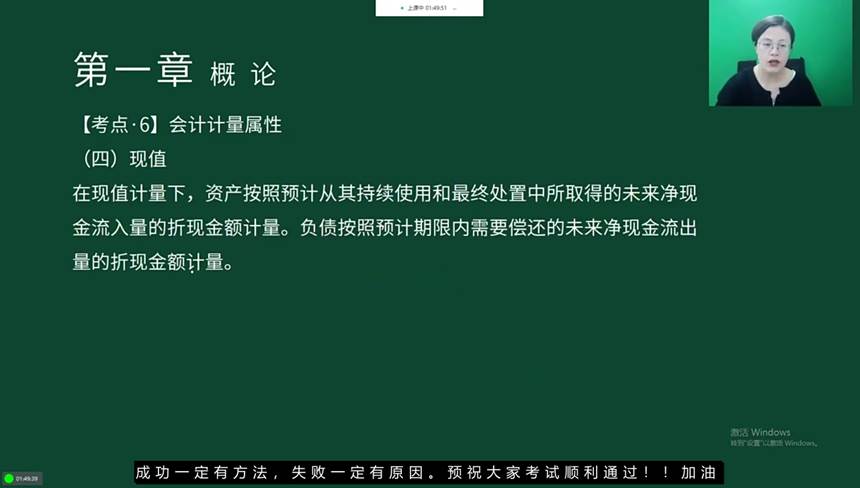 上课中 01:49:51
第一章 概 论
【考点·6】会计计量属性
（四）现值
在现值计量下，资产按照预计从其持续使用和最终处置中所取得的未来净现
金流入量的折现金额计量。负债按照预计期限内需要偿还的未来净现金流出
量的折现金额计量。
激活 Windows
转到"设置"以激活 Windows。
01:49:39
成功一定有方法，失败一定有原因。预祝大家考试顺利通过！！加油